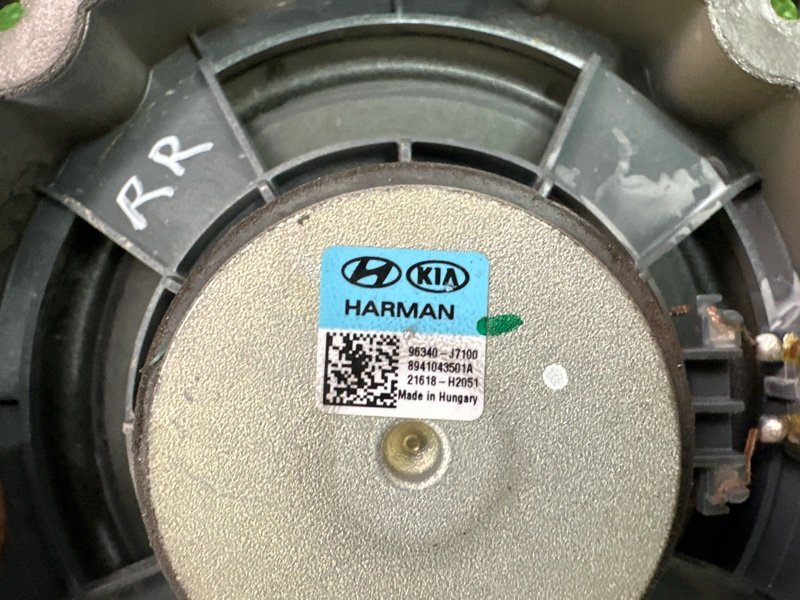 RR
H KIA
HARMAN
96340-J7100
8941043501A
21618-H2051
Made in Hungary